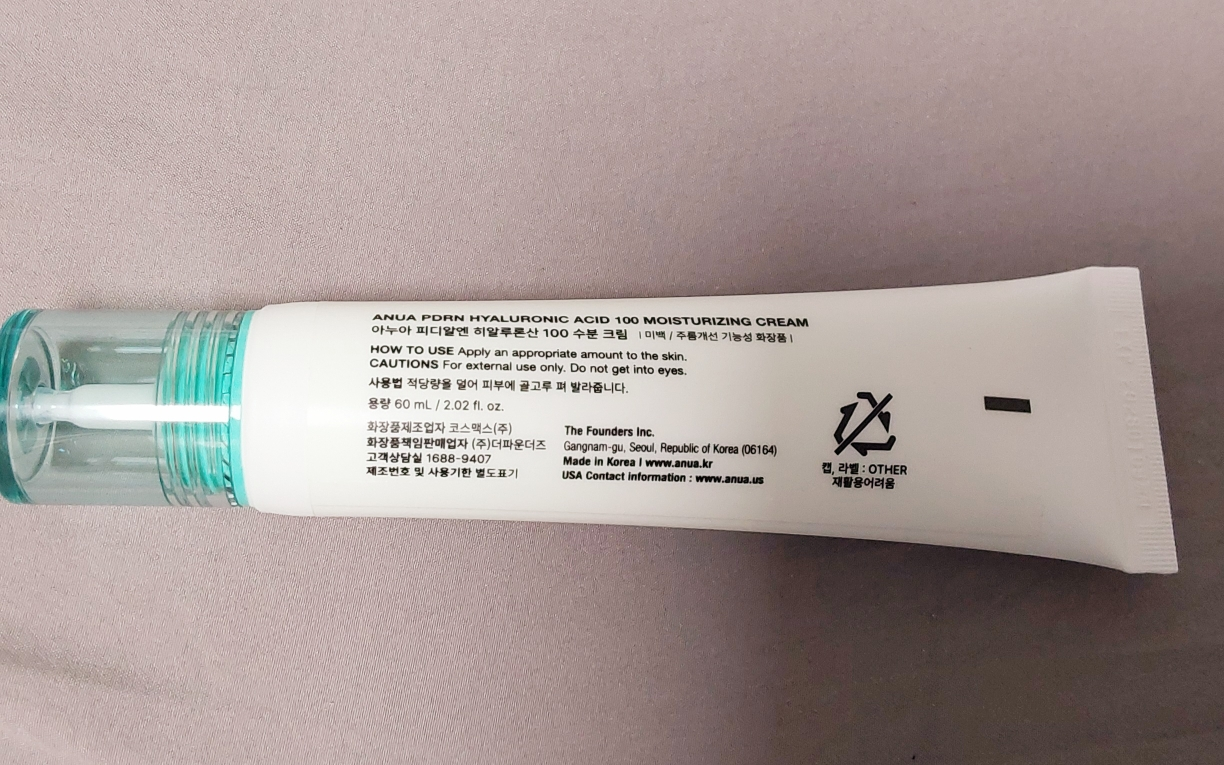 ANUA PDRN HYALURONIC ACID 100 MOISTURIZING CREAM
아누아 피디알엔 히알루론산 100 수분 크림 | 미백 / 주름개선 기능성 화장품 |
HOW TO USE Apply an appropriate amount to the skin.
CAUTIONS For external use only. Do not get into eyes.
사용법 적당량을 덜어 피부에 골고루 펴 발라줍니다.
용량 60 mL / 2.02 fl. oz.
화장품제조업자 코스맥스(주)
화장품책임판매업자 (주)더파운더즈
고객상담실 1688-9407
제조번호 및 사용기한 별도표기
The Founders Inc.
Gangnam-gu, Seoul, Republic of Korea (06164)
Made in Korea | www.anua.kr
USA Contact information : www.anua.us
캡, 라벨 : OTHER
재활용어려움